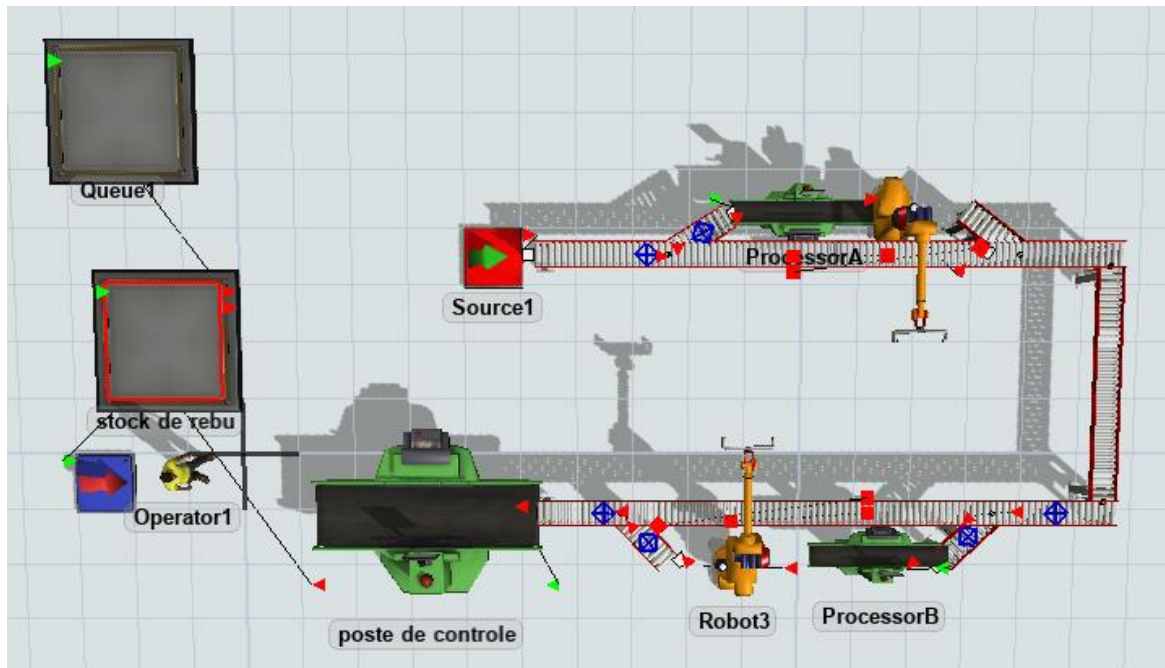 Queue1
ProcessorA
Source1
stock de rebu
Operator1
poste de controle
Robot3
ProcessorB